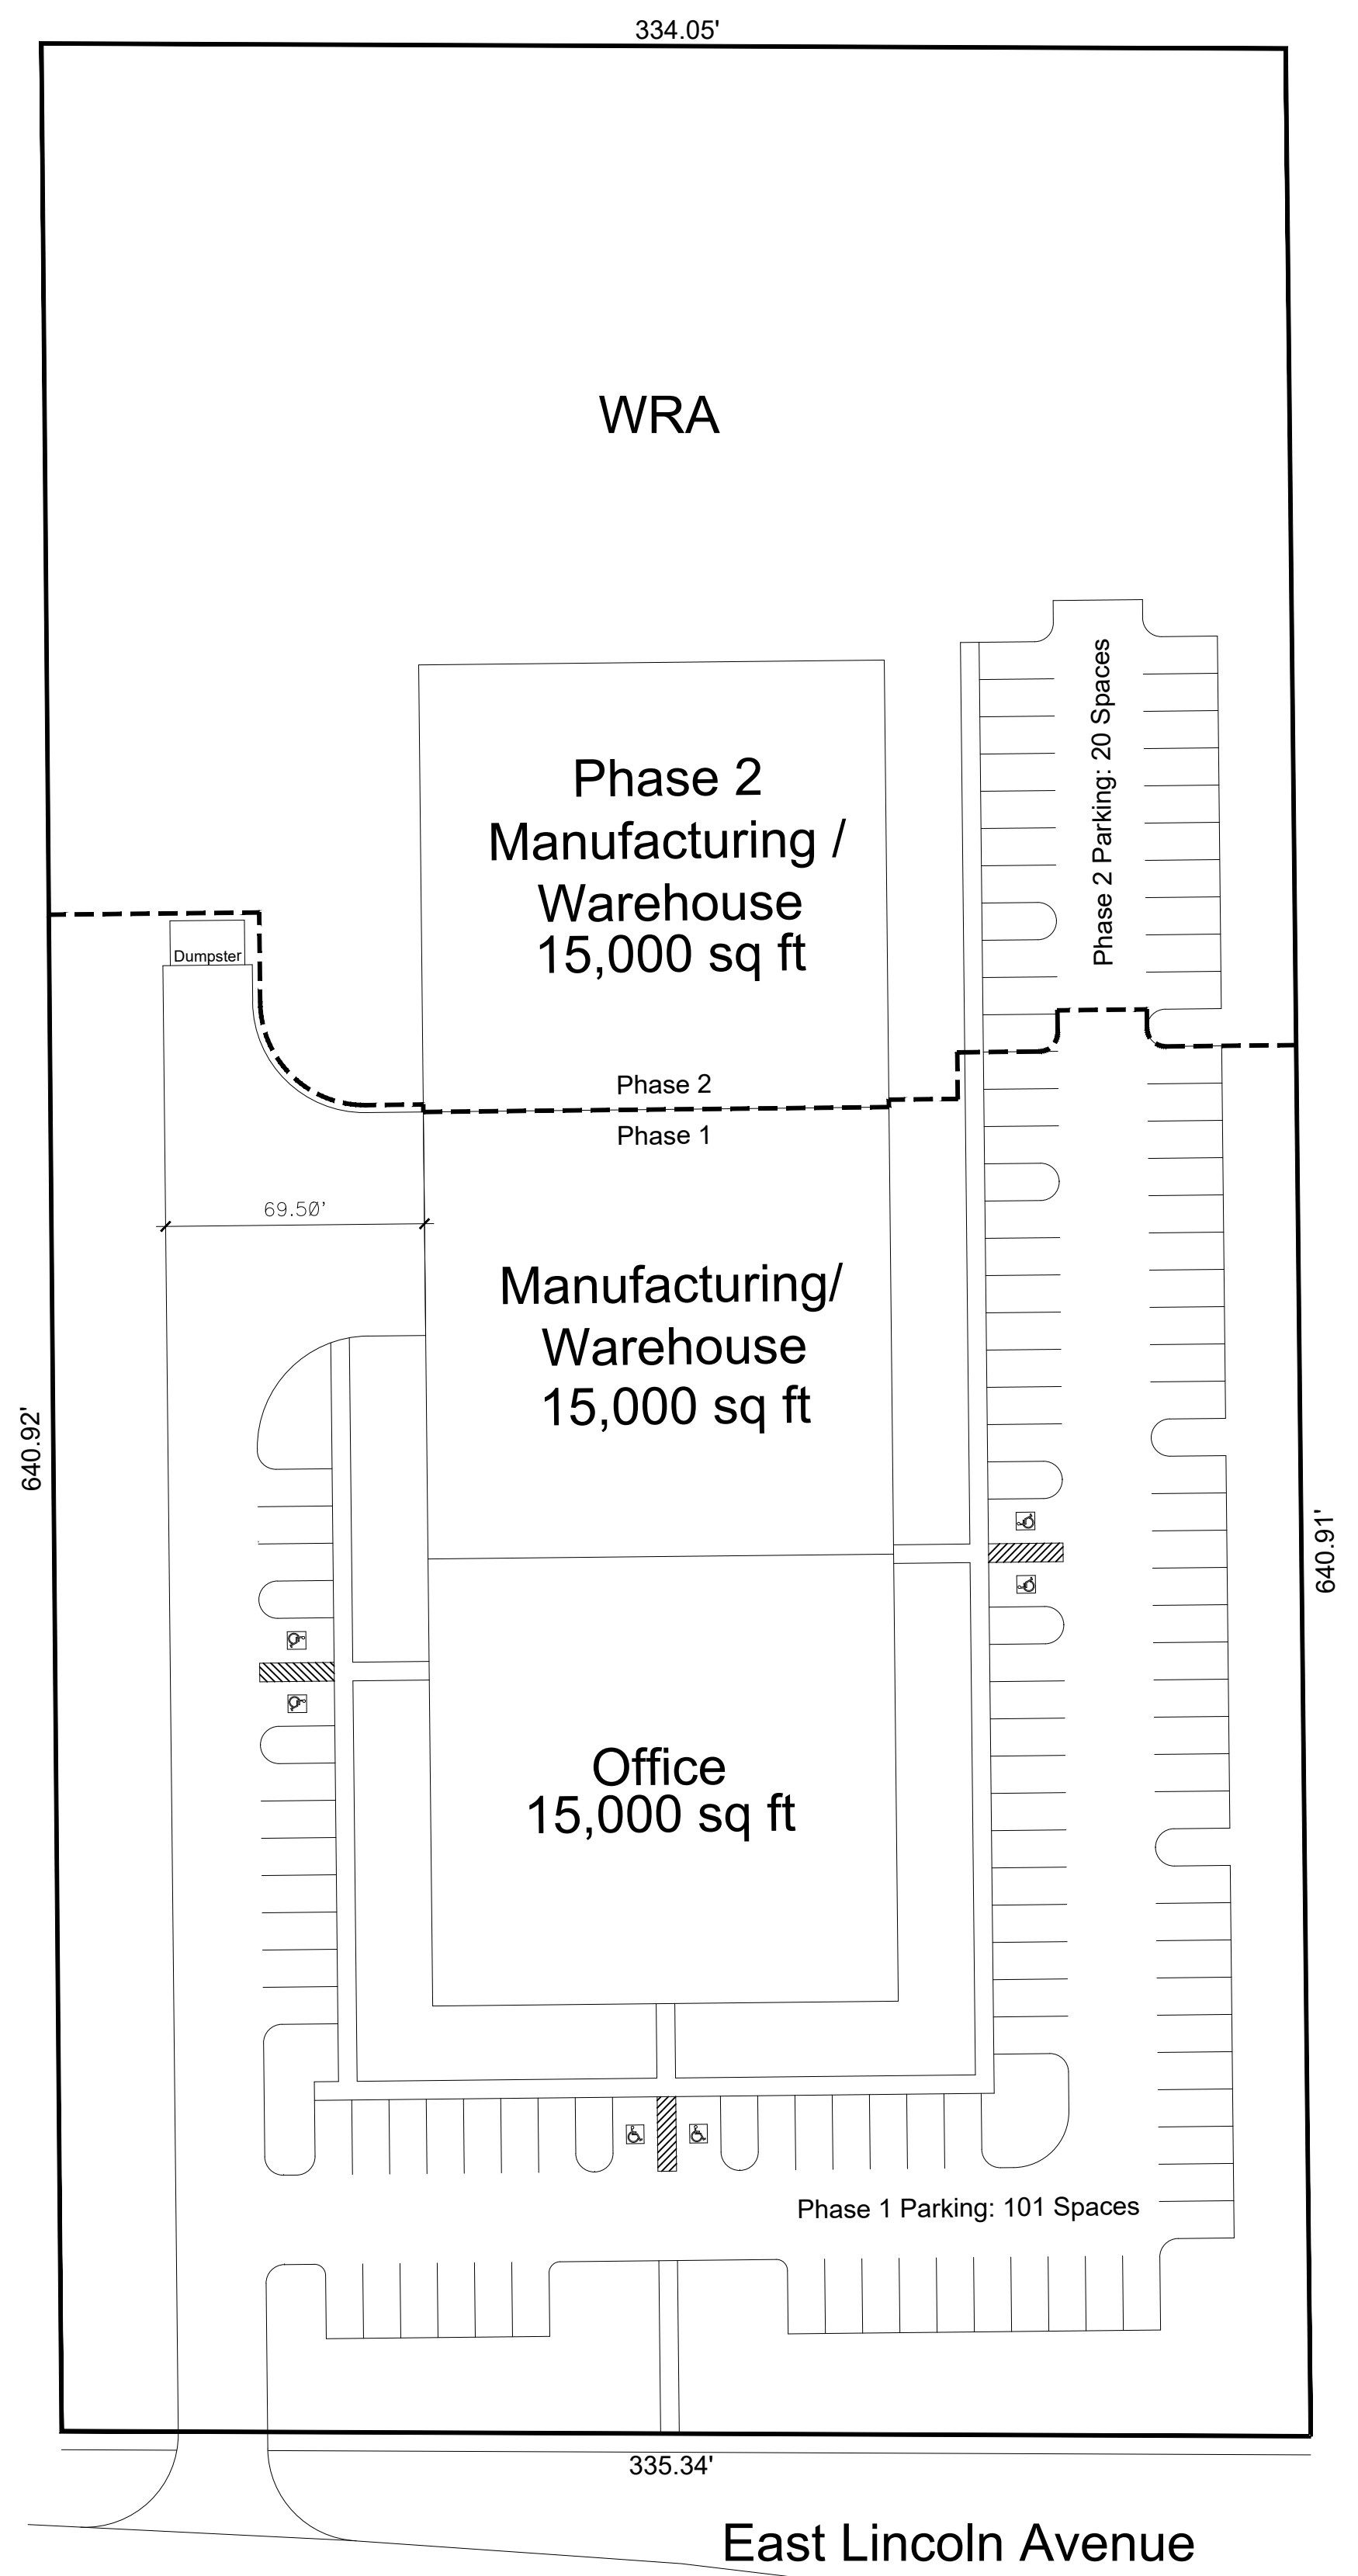 334.05'
WRA
Phase 2 Parking: 20 Spaces
Phase 2
Manufacturing /
Warehouse
15,000 sq ft
Dumpster
Phase 2
Phase 1
69.50'
Manufacturing/
Warehouse
15,000 sq ft
640.92'
640.91'
Office
15,000 sq ft
Phase 1 Parking: 101 Spaces
335.34'
East Lincoln Avenue